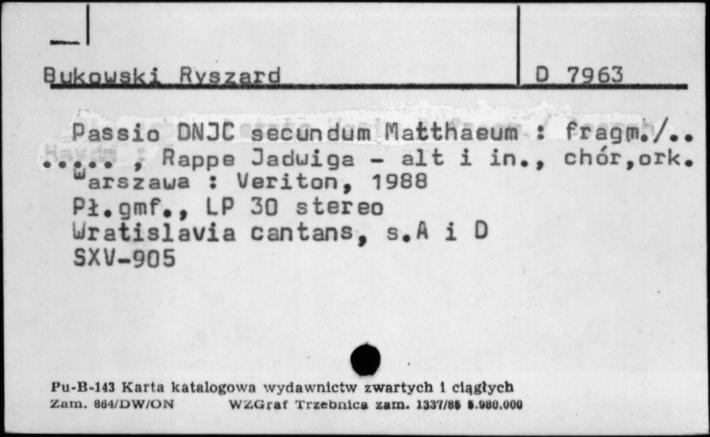 Bukowski Ryszard D 7963
Passio DNJC secundum Matthaeum : fragm./..
..... , Rappe Jadwiga - alt i in., chór,ork.
Warszawa : Veriton, 1988
Pł.gmf., LP 30 stereo
Wratislavia cantans, s.A i D
SXV-905
Pu-B-143 Karta katalogowa wydawnictw zwartych i ciągłych
Zam. 864/DW/ON WZGraf Trzebnica zam. 1337/85 5.980.000